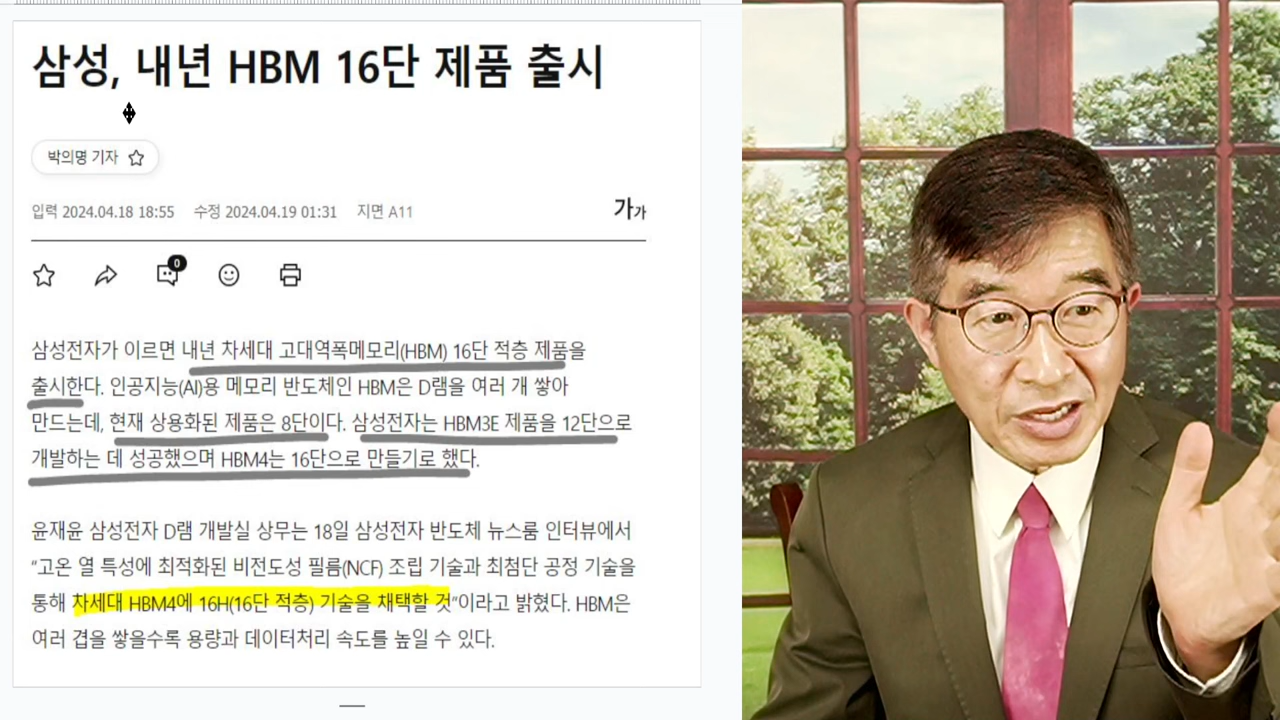 삼성, 내년 HBM 16단 제품 출시
박의명 기자
입력 2024.04.18 18:55 수정 2024.04.19 01:31 지면 A11
가가
0
삼성전자가 이르면 내년 차세대 고대역폭메모리(HBM) 16단 적층 제품을
출시한다. 인공지능(AI)용 메모리 반도체인 HBM은 D램을 여러 개 쌓아
만드는데, 현재 상용화된 제품은 8단이다. 삼성전자는 HBM3E 제품을 12단으로
개발하는 데 성공했으며 HBM4는 16단으로 만들기로 했다.
윤재윤 삼성전자 D램 개발실 상무는 18일 삼성전자 반도체 뉴스룸 인터뷰에서
"고온 열 특성에 최적화된 비전도성 필름(NCF) 조립 기술과 최첨단 공정 기술을
통해 차세대 HBM4에 16H(16단 적층) 기술을 채택할 것"이라고 밝혔다. HBM은
여러 겹을 쌓을수록 용량과 데이터처리 속도를 높일 수 있다.